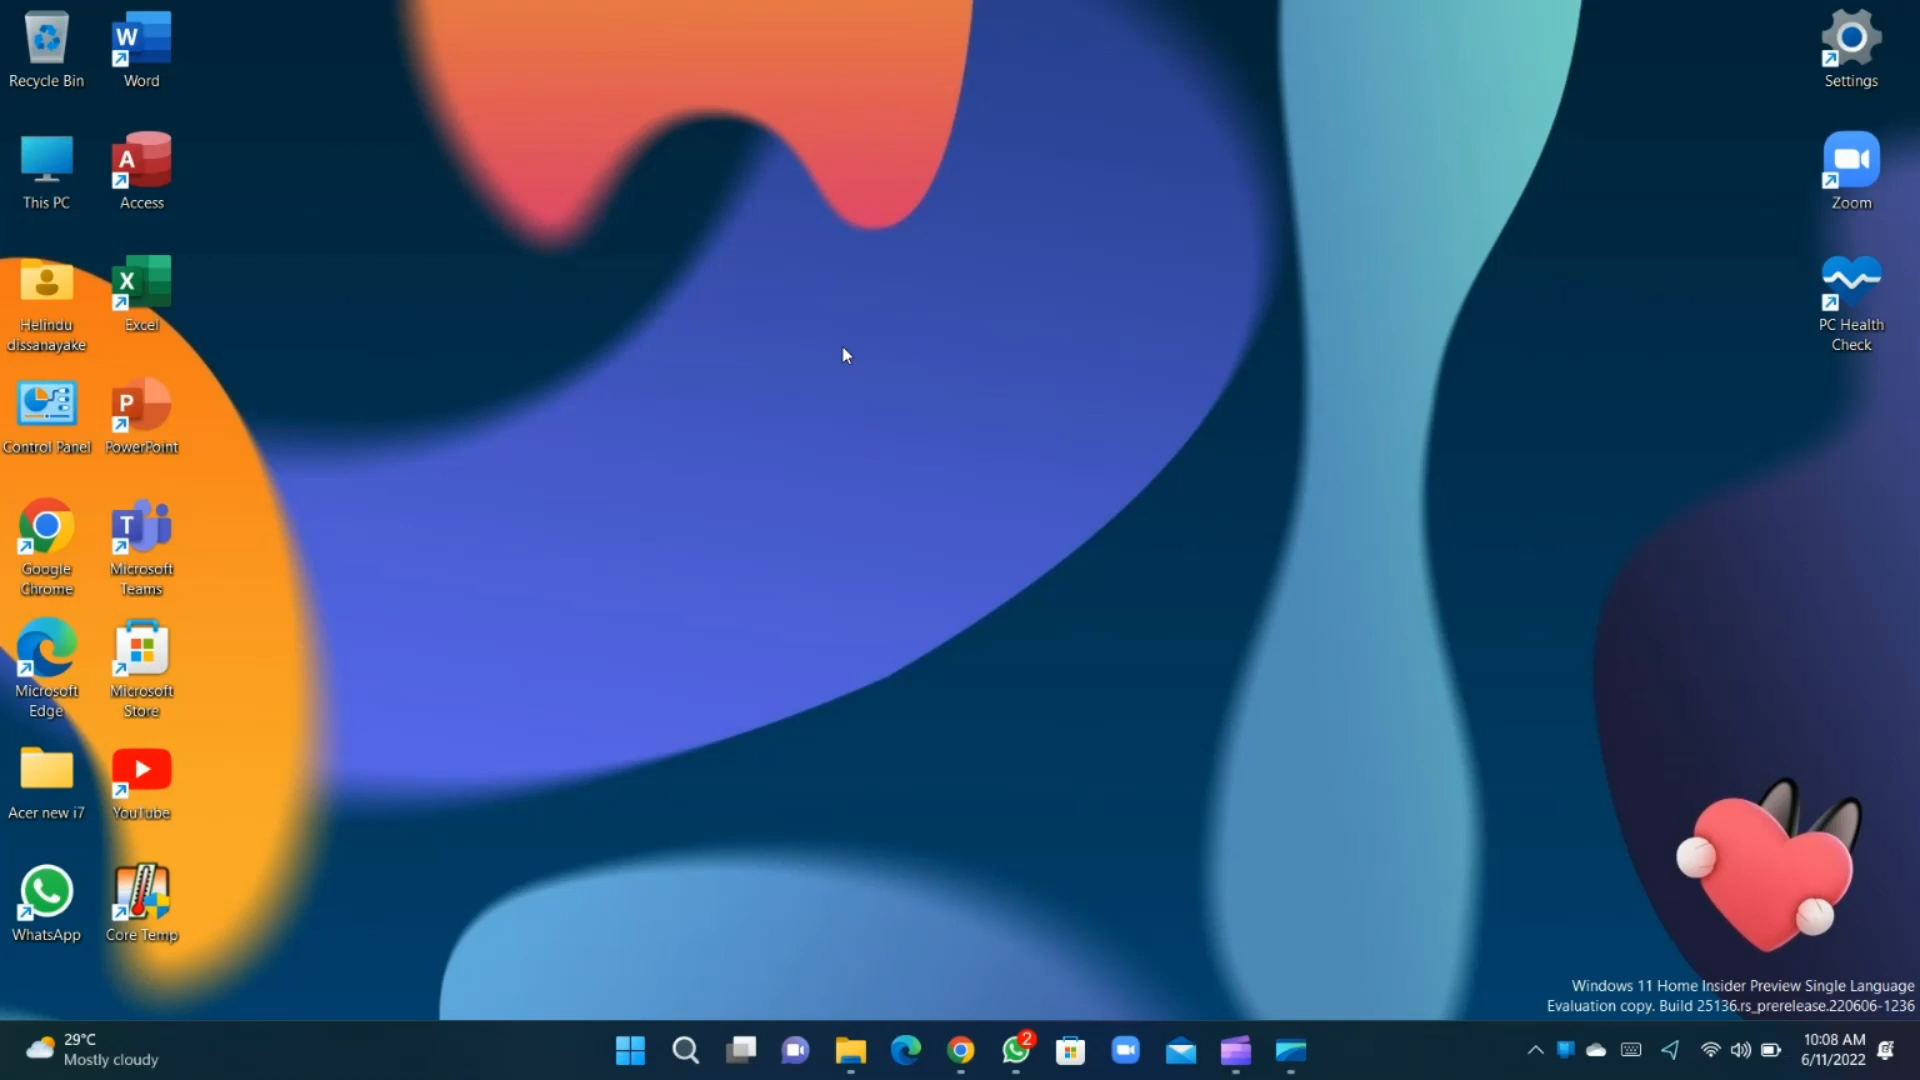 Recycle Bin
Word
Settings
This PC
Access
Zoom
Helindu
dissanayake
Excel
PC Health
Check
Control Panel
PowerPoint
Google
Chrome
Microsoft
Teams
Microsoft
Edge
Microsoft
Store
Acer new i7
YouTube
WhatsApp
Core Temp
Windows 11 Home Insider Preview Single Language
Evaluation copy. Build 25136.rs_prerelease.220606-1236
29°C
Mostly cloudy
2
10:08 AM
6/11/2022